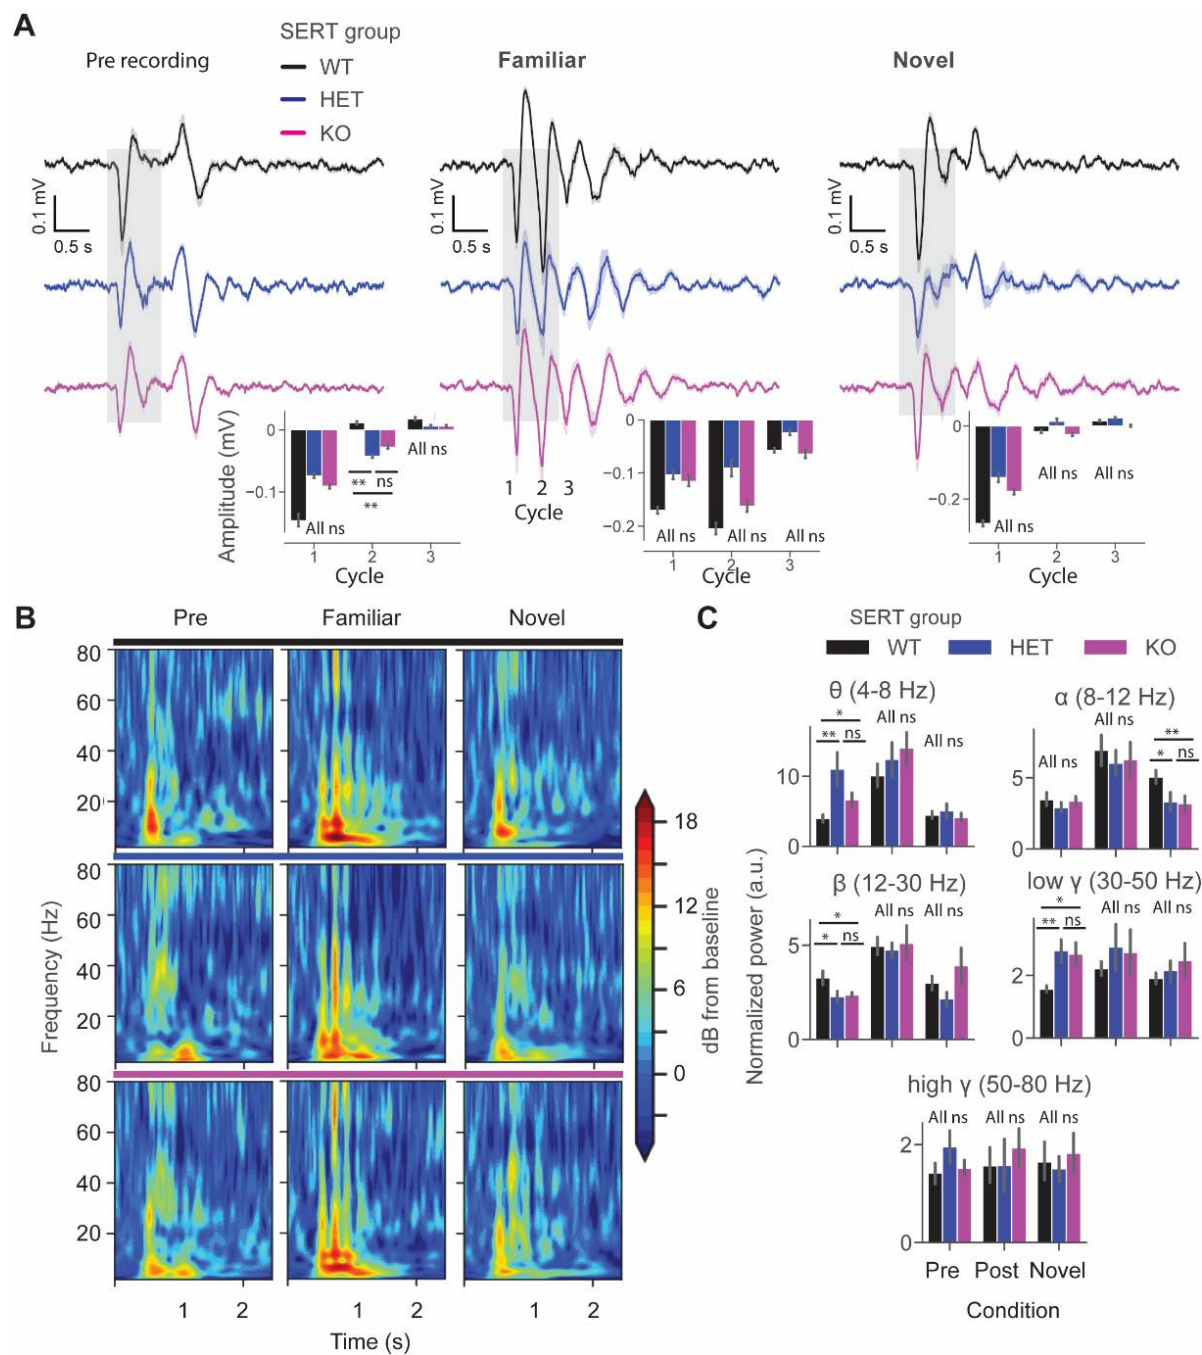 A
SERT group
Pre recording
Familiar
Novel
WT
HET
KO
0.1 mV
0.5 s
0.1 mV
0.5 s
0.1 mV
0.5 s
Amplitude (mV)
0
−0.1
All ns
** ns
**
All ns
1 2 3
Cycle
1 2 3
Cycle
0
−0.1
−0.2
All ns All ns All ns
1 2 3
Cycle
0
−0.2
All ns All ns
1 2 3
Cycle
B
Pre Familiar Novel
Frequency (Hz)
80
60
40
20
80
60
40
20
80
60
40
20
1 2 1 2 1 2
Time (s)
18
12
6
0
dB from baseline
C
SERT group
WT HET KO
Normalized power (a.u.)
θ (4-8 Hz)
*
** ns
All ns
All ns
10
0
α (8-12 Hz)
All ns
All ns
**
* ns
5
0
β (12-30 Hz)
*
* ns
All ns All ns
5
0
low γ (30-50 Hz)
*
** ns
All ns All ns
2
0
high γ (50-80 Hz)
All ns All ns All ns
2
0
Pre Post Novel
Condition